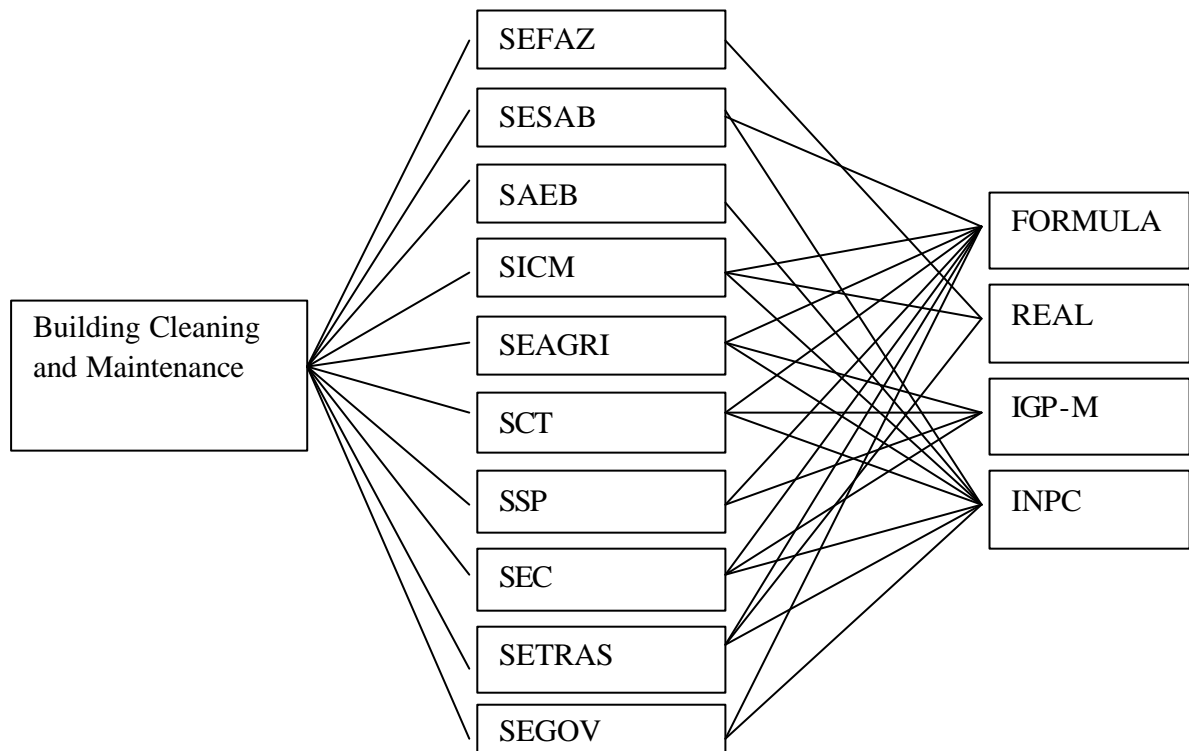 SEFAZ
SESAB
SAEB
SICM
SEAGRI
SCT
SSP
SEC
SETRAS
SEGOV
Building Cleaning
and Maintenance
FORMULA
REAL
IGP-M
INPC